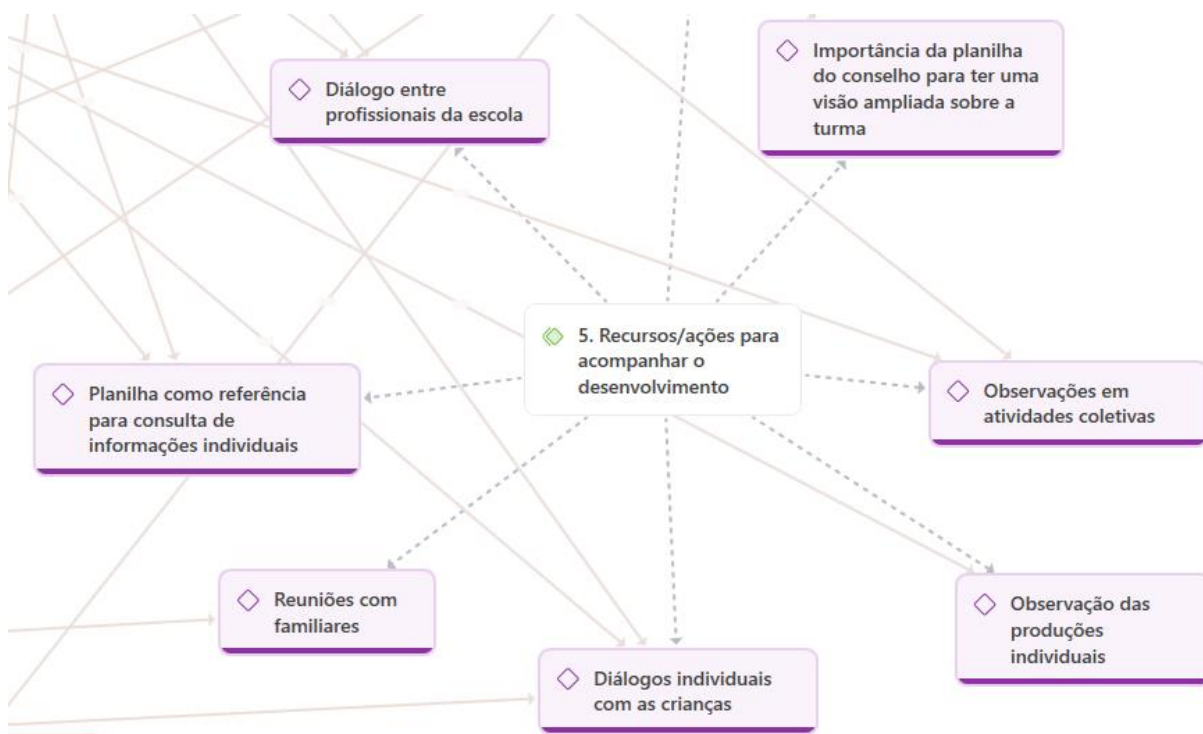 Diálogo entre
profissionais da escola
Importância da planilha
do conselho para ter uma
visão ampliada sobre a
turma
5. Recursos/ações para
acompanhar o
desenvolvimento
Planilha como referência
para consulta de
informações individuais
Observações em
atividades coletivas
Reuniões com
familiares
Observação das
produções
individuais
Diálogos individuais
com as crianças